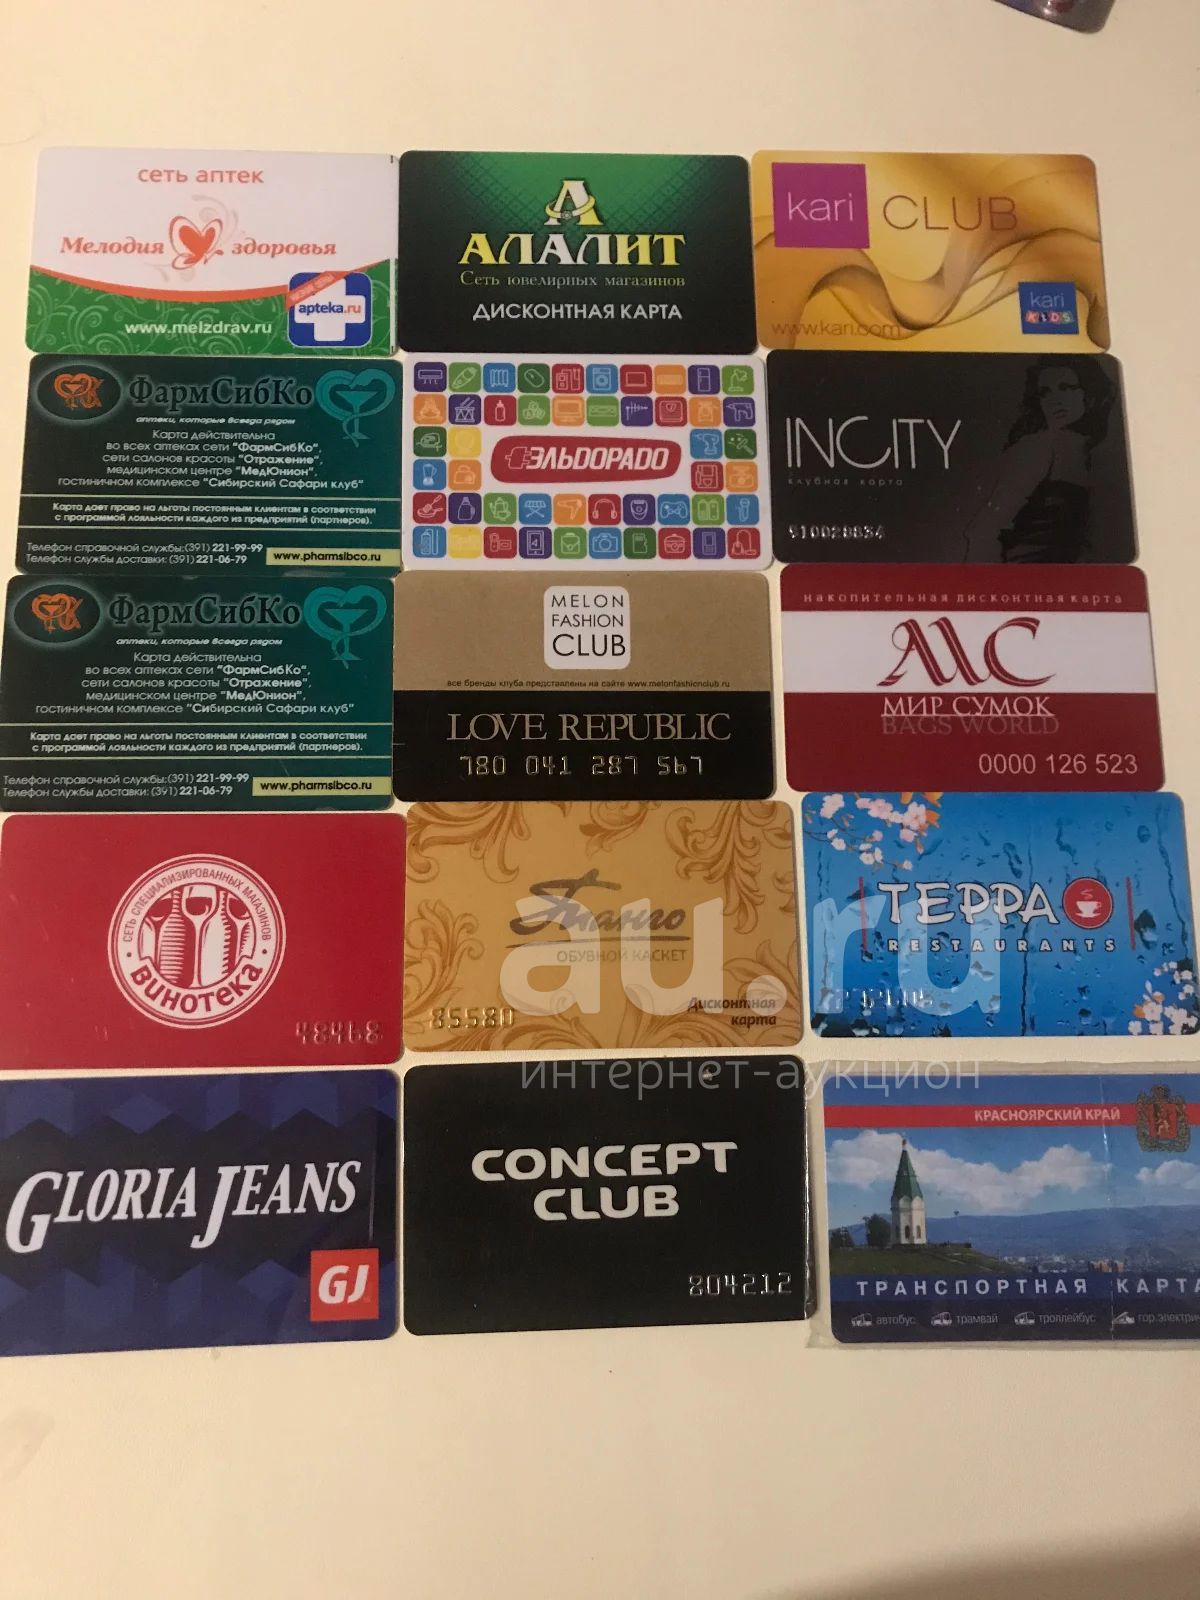 сеть аптек
Мелодия здоровья
низкие цены
apteka.ru
www.melzdrav.ru
АЛАЛИТ
Сеть ювелирных магазинов
ДИСКОНТНАЯ КАРТА
kari CLUB
www.kari.com
kari
KIDS
ФармСибКо
аптеки, которые всегда рядом
Карта действительна
во всех аптеках сети "ФармСибКо",
сети салонов красоты "Отражение",
медицинском центре "МедЮнион",
гостиничном комплексе "Сибирский Сафари клуб"
Карта дает право на льготы постоянным клиентам в соответствии
с программой лояльности каждого из предприятий (партнеров).
Телефон справочной службы:(391) 221-99-99
Телефон службы доставки: (391) 221-06-79
www.pharmsibco.ru
ЭЛЬDОРАDО
INCITY
клубная карта
510028834
ФармСибКо
аптеки, которые всегда рядом
Карта действительна
во всех аптеках сети "ФармСибКо",
сети салонов красоты "Отражение",
медицинском центре "МедЮнион",
гостиничном комплексе "Сибирский Сафари клуб"
Карта дает право на льготы постоянным клиентам в соответствии
с программой лояльности каждого из предприятий (партнеров).
Телефон справочной службы:(391) 221-99-99
Телефон службы доставки: (391) 221-06-79
www.pharmsibco.ru
MELON
FASHION
CLUB
все бренды клуба представлены на сайте www.melonfashionclub.ru
LOVE REPUBLIC
780 041 287 567
накопительная дисконтная карта
МС
МИР СУМОК
BAGS WORLD
0000 126 523
СЕТЬ СПЕЦИАЛИЗИРОВАННЫХ МАГАЗИНОВ
ВИНОТЕКА
48468
Танго
ОБУВНОЙ КАСКЕТ
85580
Дисконтная
карта
ТЕРРА
RESTAURANTS
au.ru
интернет-аукцион
GLORIA JEANS
GJ
CONCEPT
CLUB
804212
КРАСНОЯРСКИЙ КРАЙ
ТРАНСПОРТНАЯ КАРТА
автобус трамвай троллейбус гор.электрич